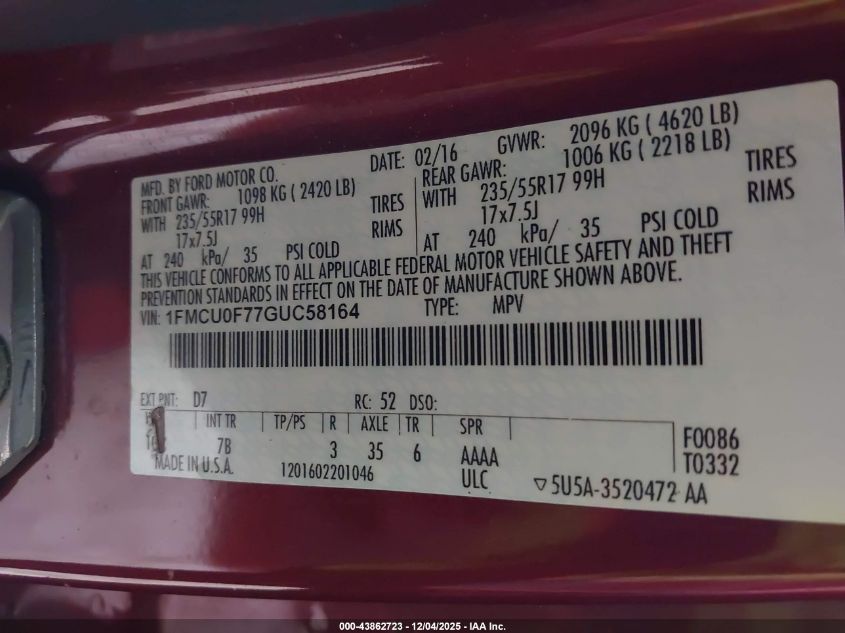 MFD. BY FORD MOTOR CO.
DATE: 02/16
GVWR: 2096 KG ( 4620 LB)
FRONT GAWR: 1098 KG ( 2420 LB)
REAR GAWR: 1006 KG ( 2218 LB)
WITH 235/55R17 99H TIRES
WITH 235/55R17 99H TIRES
17x7.5J RIMS
17x7.5J RIMS
AT 240 kPa/ 35 PSI COLD
AT 240 kPa/ 35 PSI COLD
THIS VEHICLE CONFORMS TO ALL APPLICABLE FEDERAL MOTOR VEHICLE SAFETY AND THEFT
PREVENTION STANDARDS IN EFFECT ON THE DATE OF MANUFACTURE SHOWN ABOVE.
VIN: 1FMCU0F77GUC58164
TYPE: MPV
EXT PNT: D7 RC: 52 DSO:
INT TR TP/PS R AXLE TR SPR
7B 3 35 6 AAAA
F0086
T0332
MADE IN U.S.A. 1201602201046 ULC
▽5U5A-3520472 AA
000-43862723 - 12/04/2025 - IAA Inc.